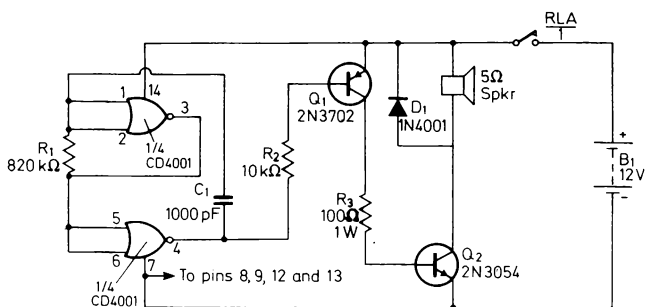 RLA
1
14
1
3
2
1/4
CD4001
R1
820 kΩ
C1
1000 pF
R2
10kΩ
Q1
2N3702
D1
1N4001
5Ω
Spkr
+
B1
12V
-
R3
100Ω
1W
5
6
4
7
1/4
CD4001
To pins 8, 9, 12 and 13
Q2
2N3054